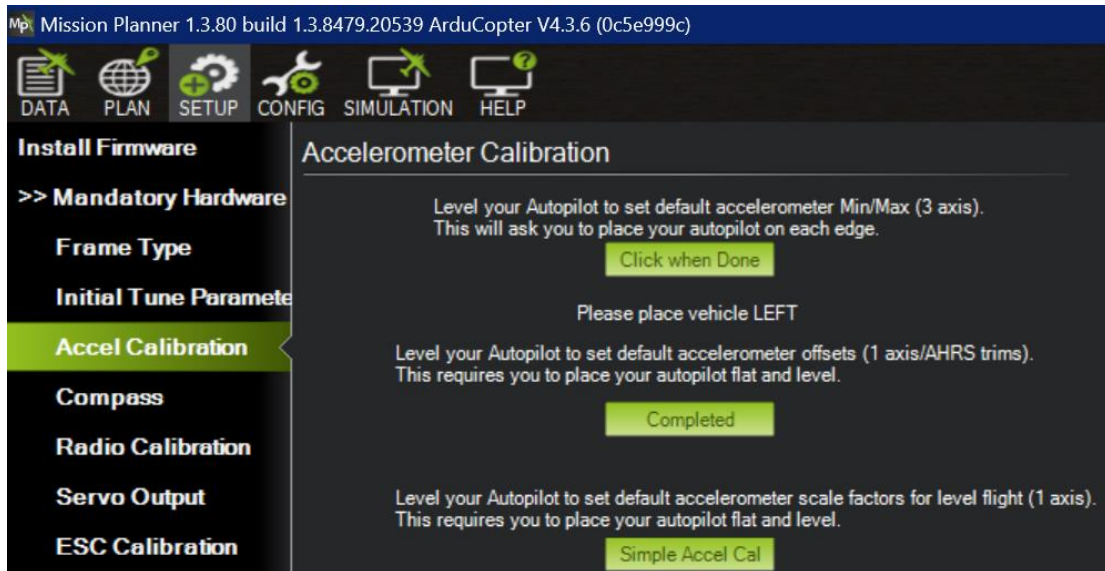 Mission Planner 1.3.80 build 1.3.8479.20539 ArduCopter V4.3.6 (0c5e999c)
DATA PLAN SETUP CONFIG SIMULATION HELP
Install Firmware
>> Mandatory Hardware
Frame Type
Initial Tune Paramete
Accel Calibration
Compass
Radio Calibration
Servo Output
ESC Calibration
Accelerometer Calibration
Level your Autopilot to set default accelerometer Min/Max (3 axis).
This will ask you to place your autopilot on each edge.
Click when Done
Please place vehicle LEFT
Level your Autopilot to set default accelerometer offsets (1 axis/AHRS trims).
This requires you to place your autopilot flat and level.
Completed
Level your Autopilot to set default accelerometer scale factors for level flight (1 axis).
This requires you to place your autopilot flat and level.
Simple Accel Cal